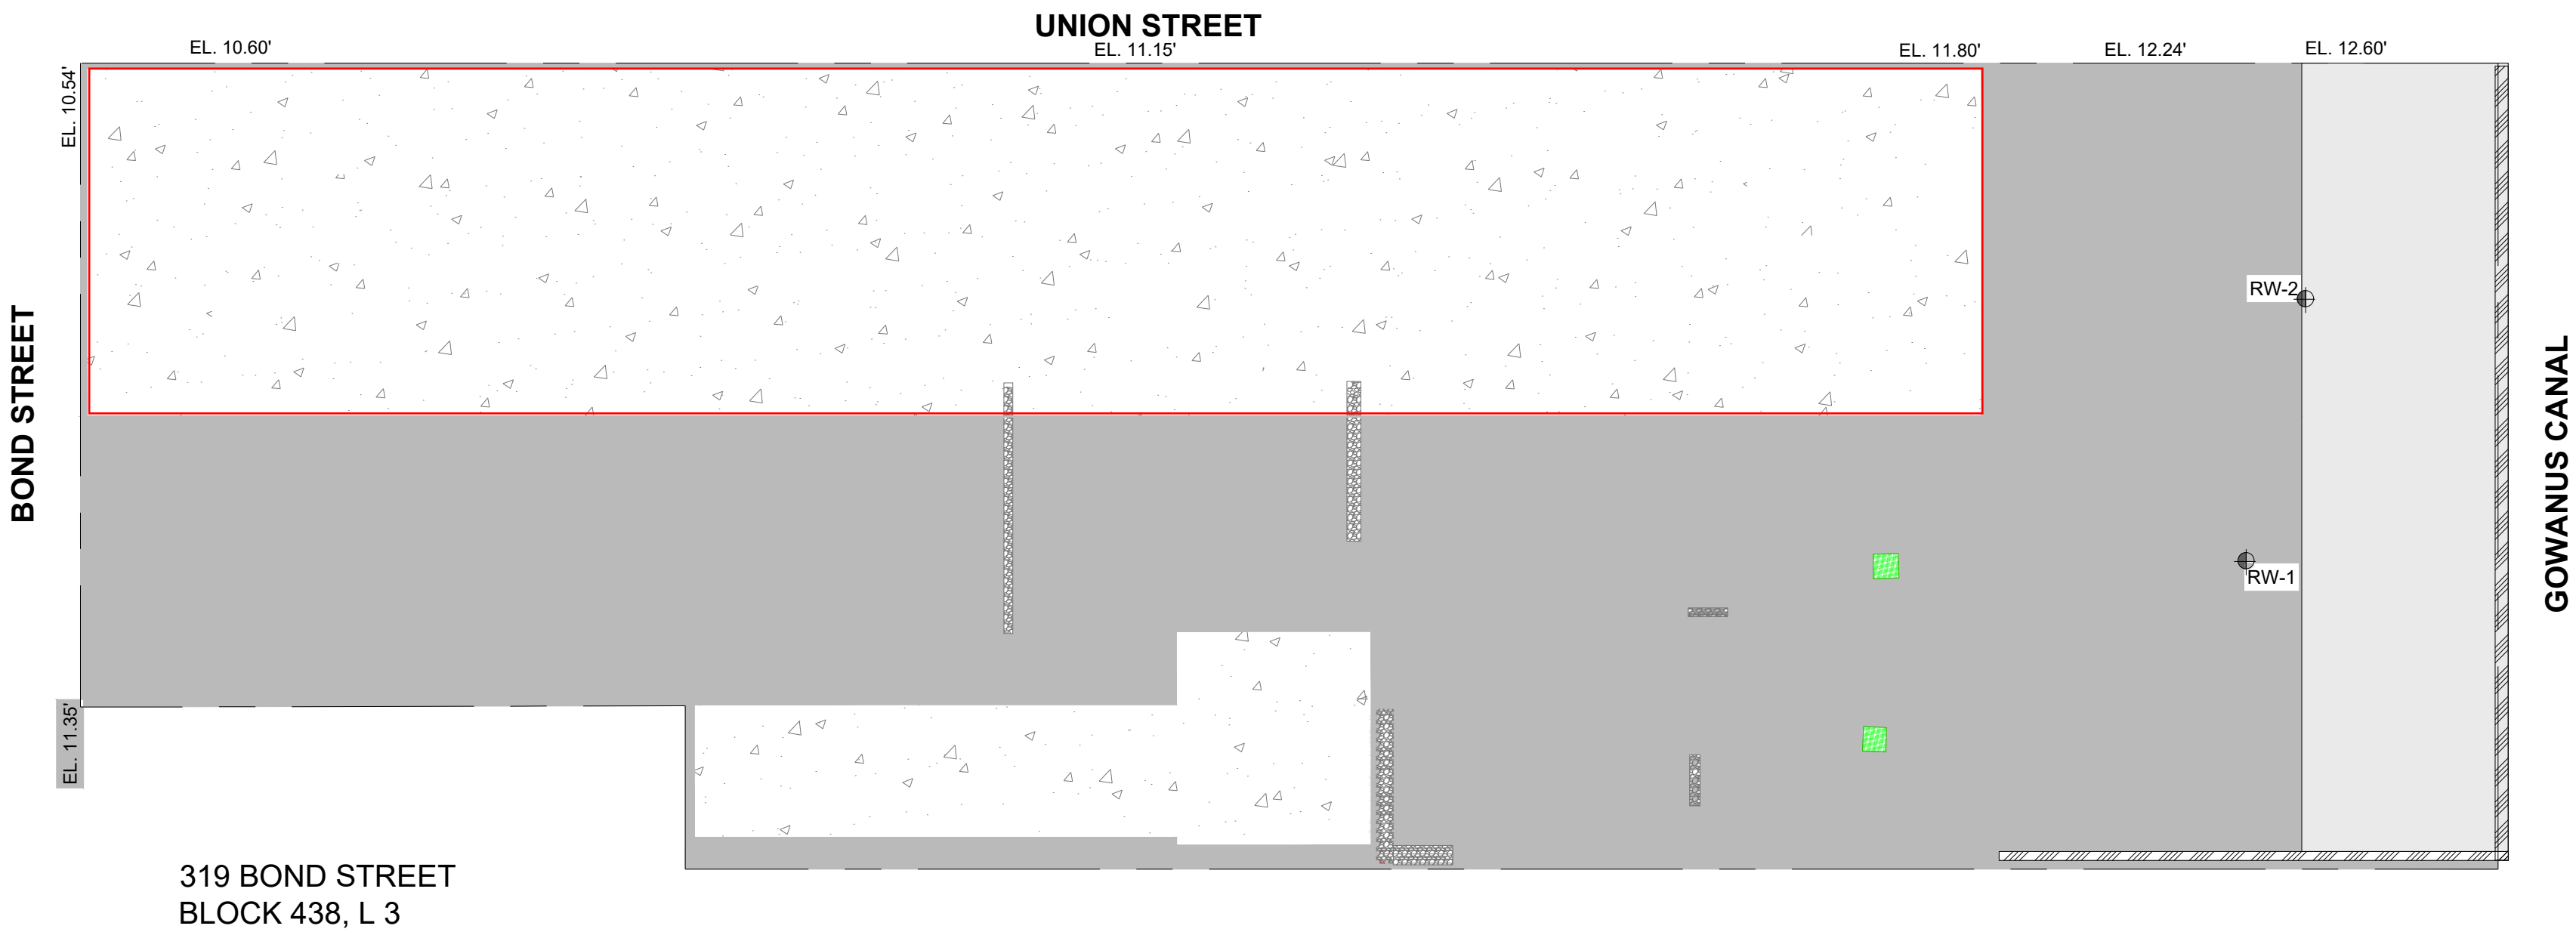 UNION STREET
EL. 10.60'
EL. 11.15'
EL. 11.80'
EL. 12.24'
EL. 12.60'
EL. 10.54'
BOND STREET
RW-2
GOWANUS CANAL
RW-1
EL. 11.35'
319 BOND STREET
BLOCK 438, L 3